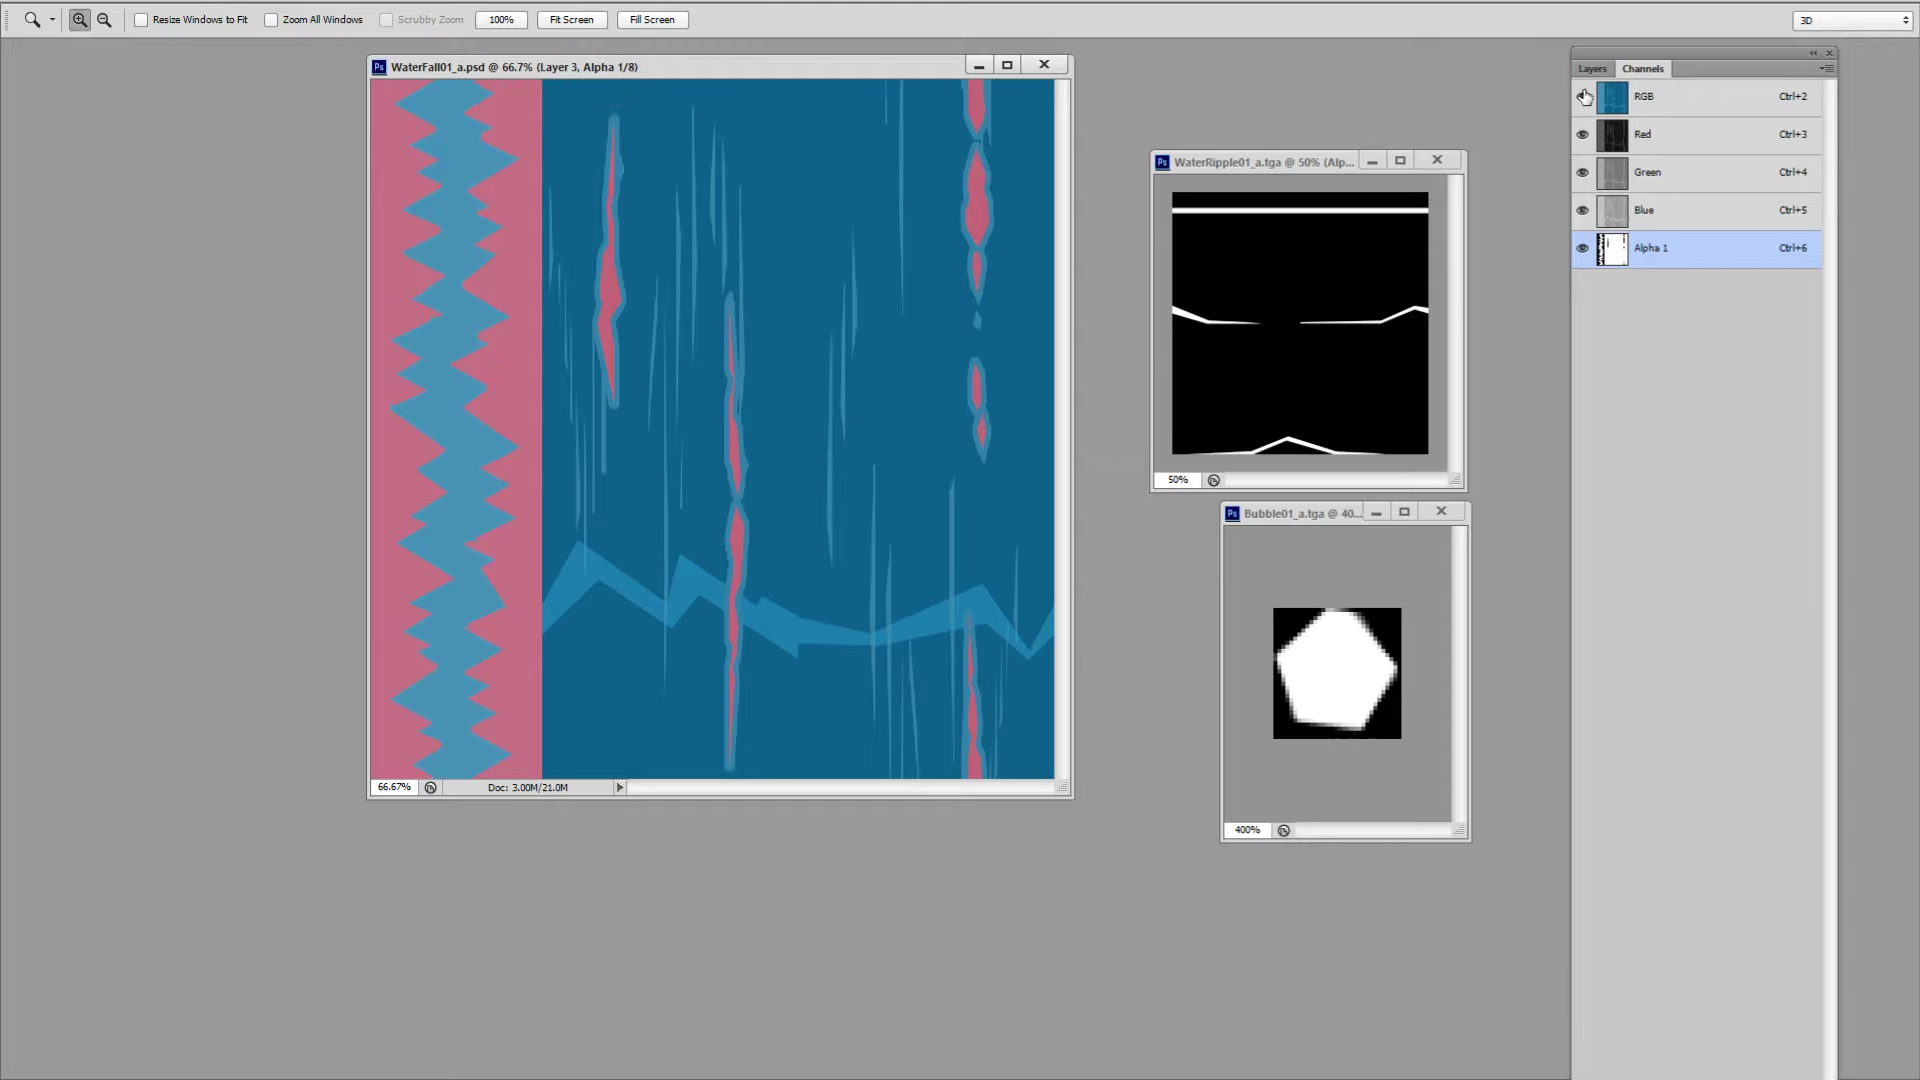 Resize Windows to Fit Zoom All Windows Scrubby Zoom 100% Fit Screen Fill Screen 3D
Ps WaterFall01_a.psd @ 66.7% (Layer 3, Alpha 1/8)
Layers Channels
RGB Ctrl+2
Red Ctrl+3
Green Ctrl+4
Blue Ctrl+5
Alpha 1 Ctrl+6
Ps WaterRipple01_a.tga @ 50% (Alp...
50%
Ps Bubble01_a.tga @ 40...
66.67% Doc: 3.00M/21.0M
400%